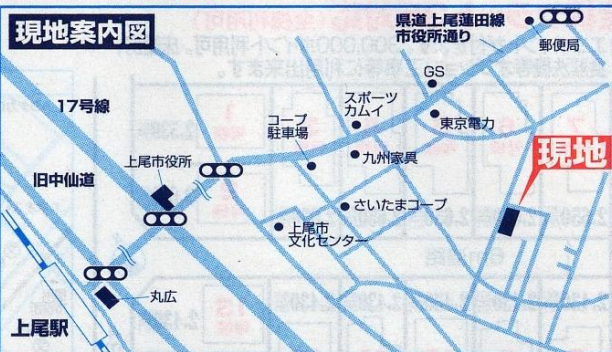 現地案内図
県道上尾蓮田線
市役所通り
郵便局
GS
17号線
スポーツ
カムイ
コープ
駐車場
東京電力
上尾市役所
九州家具
現地
旧中仙道
さいたまコープ
上尾市
文化センター
丸広
上尾駅